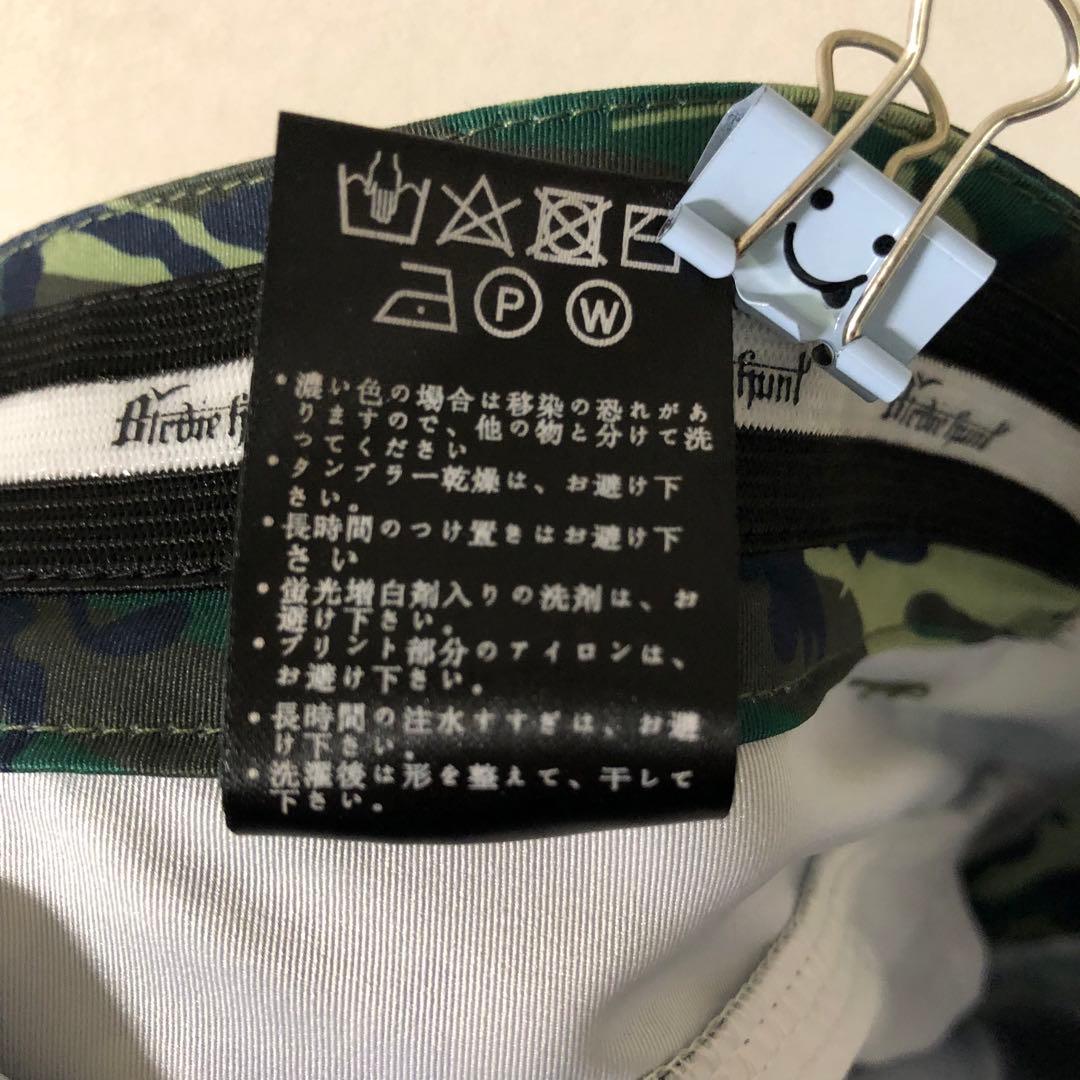 P W
・濃い色の場合は移染の恐れがあ
りますので、他の物と分けて洗
ってください
・タンブラー乾燥は、お避け下
さい。
・長時間のつけ置きはお避け下
さい
・蛍光増白剤入りの洗剤は、お
避け下さい。
・プリント部分のアイロンは、
お避け下さい。
・長時間の注水すすぎは、お避
け下さい。
・洗濯後は形を整えて、干して
下さい。
Birdie hunt
hunt
Birdie hunt